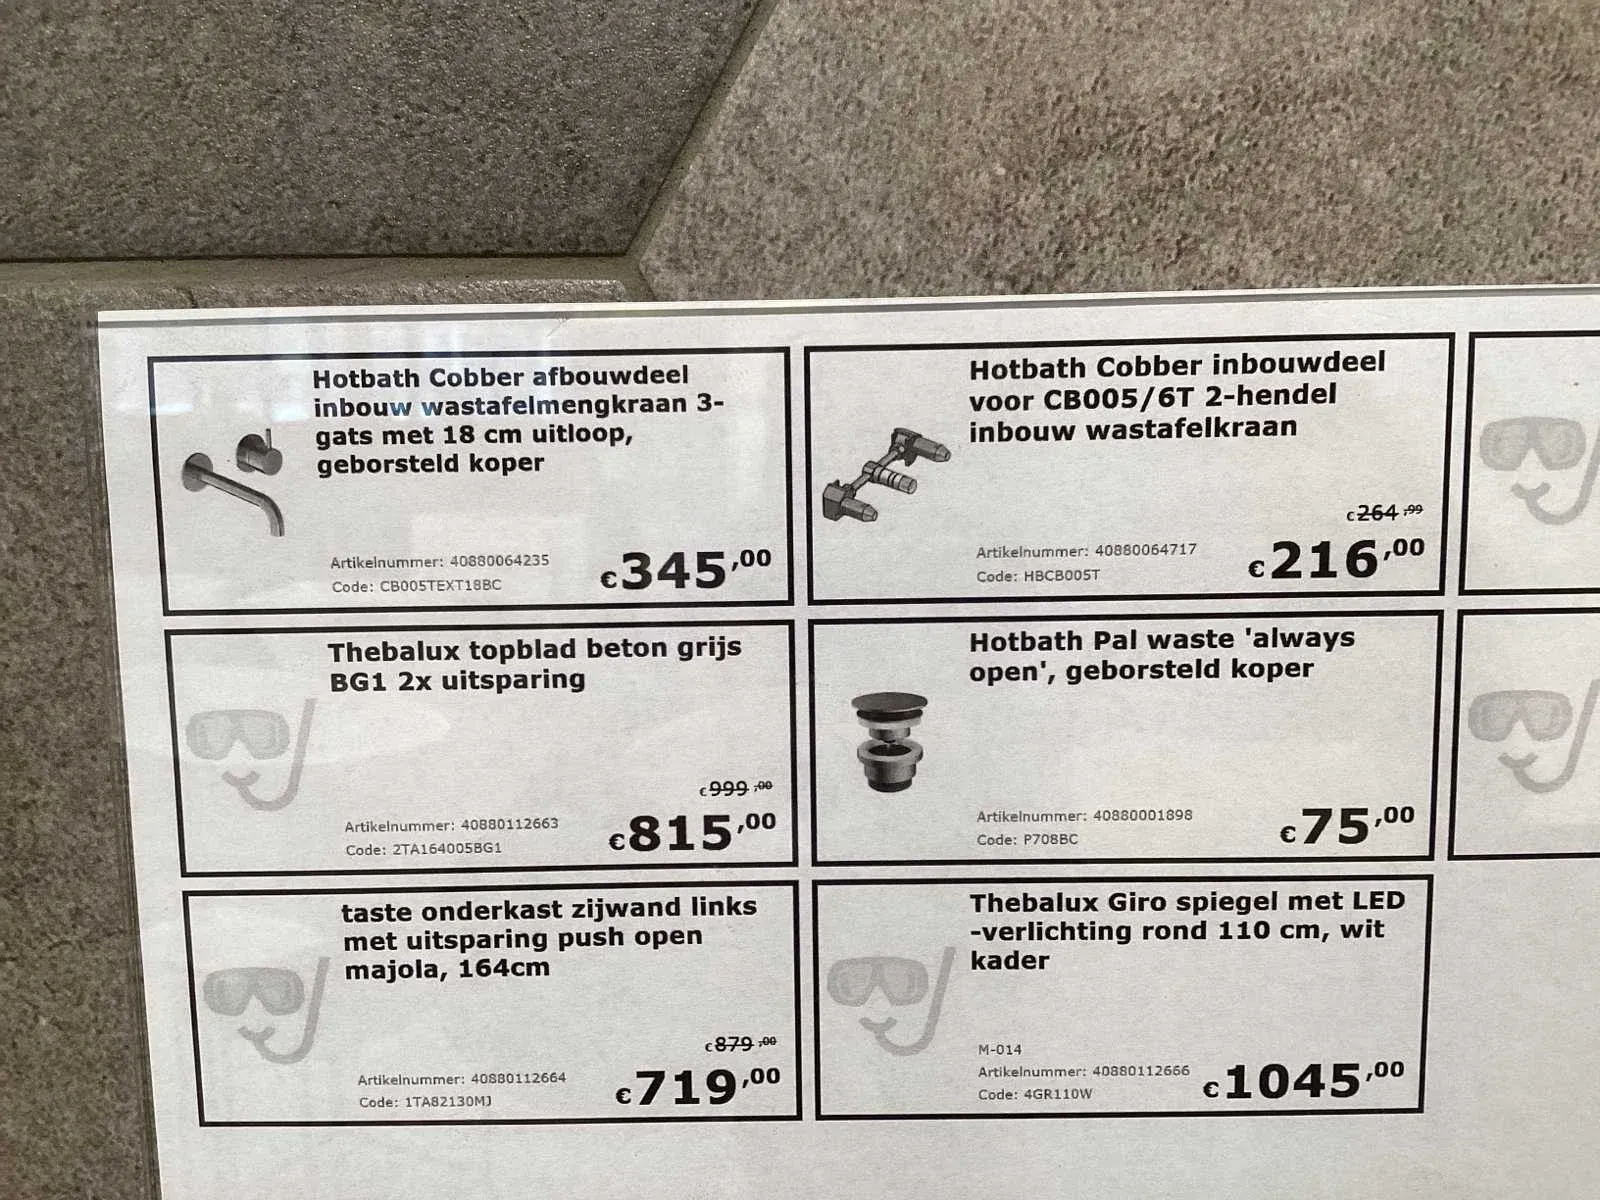 Hotbath Cobber afbouwdeel
inbouw wastafelmengkraan 3-
gats met 18 cm uitloop,
geborsteld koper
Artikelnummer: 40880064235
Code: CB005TEXT18BC
€345,00
Hotbath Cobber inbouwdeel
voor CB005/6T 2-hendel
inbouw wastafelkraan
€264,99
Artikelnummer: 40880064717
Code: HBCB005T
€216,00
Thebalux topblad beton grijs
BG1 2x uitsparing
€999,00
Artikelnummer: 40880112663
Code: 2TA164005BG1
€815,00
Hotbath Pal waste 'always
open', geborsteld koper
Artikelnummer: 40880001898
Code: P708BC
€75,00
taste onderkast zijwand links
met uitsparing push open
majola, 164cm
€879,00
Artikelnummer: 40880112664
Code: 1TA82130MJ
€719,00
Thebalux Giro spiegel met LED
-verlichting rond 110 cm, wit
kader
M-014
Artikelnummer: 40880112666
Code: 4GR110W
€1045,00